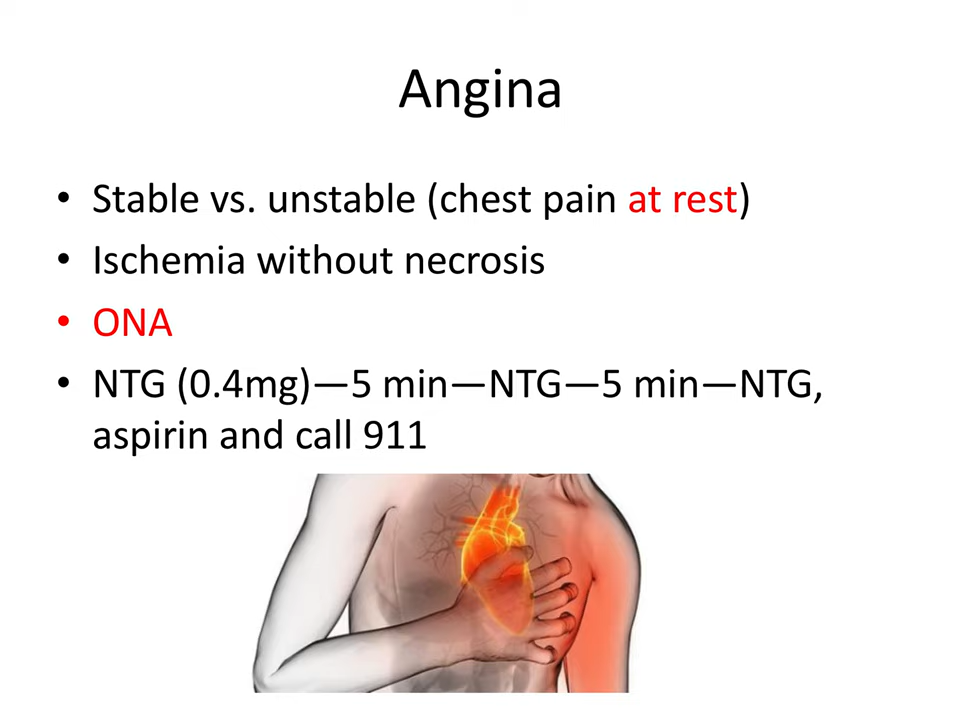 Angina
• Stable vs. unstable (chest pain at rest)
• Ischemia without necrosis
• ONA
• NTG (0.4mg)—5 min—NTG—5 min—NTG,
aspirin and call 911